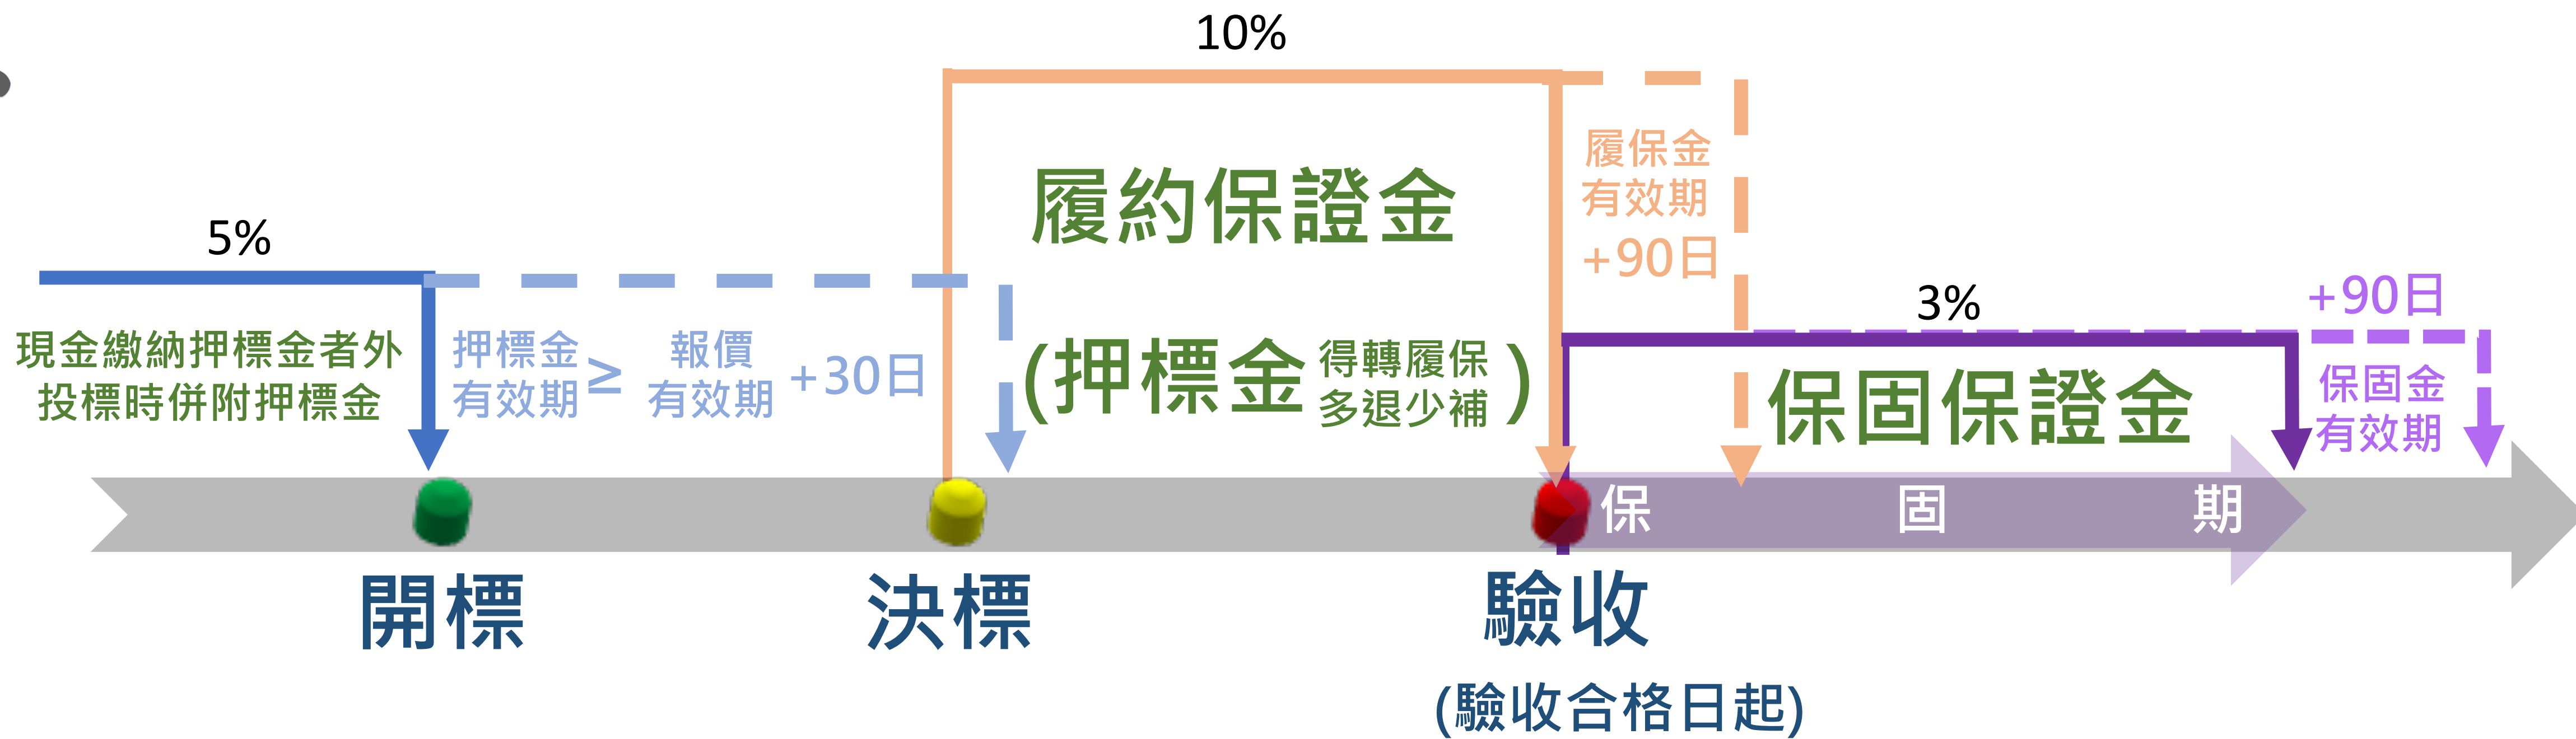 10%
5%
現金繳納押標金者外
投標時併附押標金
押標金
有效期
≥
報價
有效期
+30日
履約保證金
(押標金得轉履保
多退少補)
履保金
有效期
+90日
3%
保固保證金
+90日
保固金
有效期
保 固 期
開標
決標
驗收
(驗收合格日起)